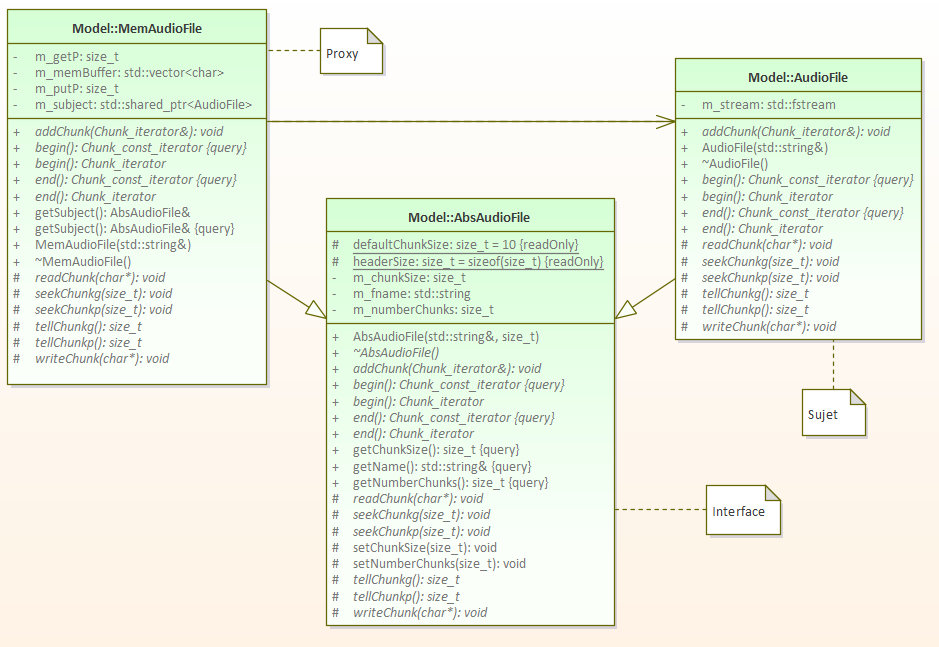 Model::MemAudioFile
- m_getP: size_t
- m_memBuffer: std::vector<char>
- m_putP: size_t
- m_subject: std::shared_ptr<AudioFile>
+ addChunk(Chunk_iterator&): void
+ begin(): Chunk_const_iterator {query}
+ begin(): Chunk_iterator
+ end(): Chunk_const_iterator {query}
+ end(): Chunk_iterator
+ getSubject(): AbsAudioFile&
+ getSubject(): AbsAudioFile& {query}
+ MemAudioFile(std::string&)
+ ~MemAudioFile()
# readChunk(char*): void
# seekChunkg(size_t): void
# seekChunkp(size_t): void
# tellChunkg(): size_t
# tellChunkp(): size_t
# writeChunk(char*): void
Proxy
Model::AudioFile
- m_stream: std::fstream
+ addChunk(Chunk_iterator&): void
+ AudioFile(std::string&)
+ ~AudioFile()
+ begin(): Chunk_const_iterator {query}
+ begin(): Chunk_iterator
+ end(): Chunk_const_iterator {query}
+ end(): Chunk_iterator
# readChunk(char*): void
# seekChunkg(size_t): void
# seekChunkp(size_t): void
# tellChunkg(): size_t
# tellChunkp(): size_t
# writeChunk(char*): void
Model::AbsAudioFile
# defaultChunkSize: size_t = 10 {readOnly}
# headerSize: size_t = sizeof(size_t) {readOnly}
- m_chunkSize: size_t
- m_fname: std::string
- m_numberChunks: size_t
+ AbsAudioFile(std::string&, size_t)
+ ~AbsAudioFile()
+ addChunk(Chunk_iterator&): void
+ begin(): Chunk_const_iterator {query}
+ begin(): Chunk_iterator
+ end(): Chunk_const_iterator {query}
+ end(): Chunk_iterator
+ getChunkSize(): size_t {query}
+ getName(): std::string& {query}
+ getNumberChunks(): size_t {query}
# readChunk(char*): void
# seekChunkg(size_t): void
# seekChunkp(size_t): void
# setChunkSize(size_t): void
# setNumberChunks(size_t): void
# tellChunkg(): size_t
# tellChunkp(): size_t
# writeChunk(char*): void
Sujet
Interface